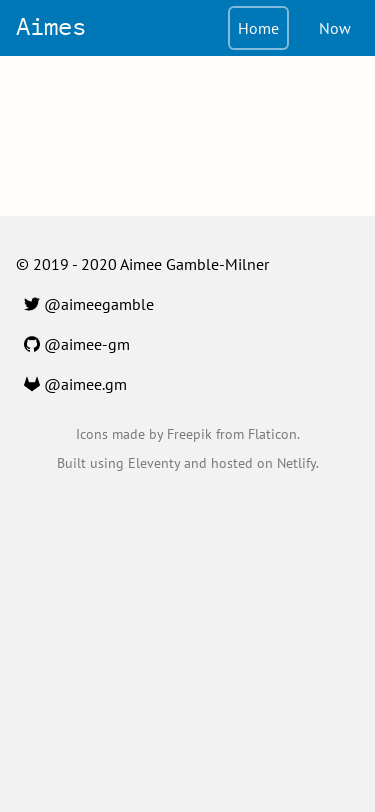 Aimes
Home
Now
© 2019 - 2020 Aimee Gamble-Milner
@aimeegamble
@aimee-gm
@aimee.gm
Icons made by Freepik from Flaticon.
Built using Eleventy and hosted on Netlify.